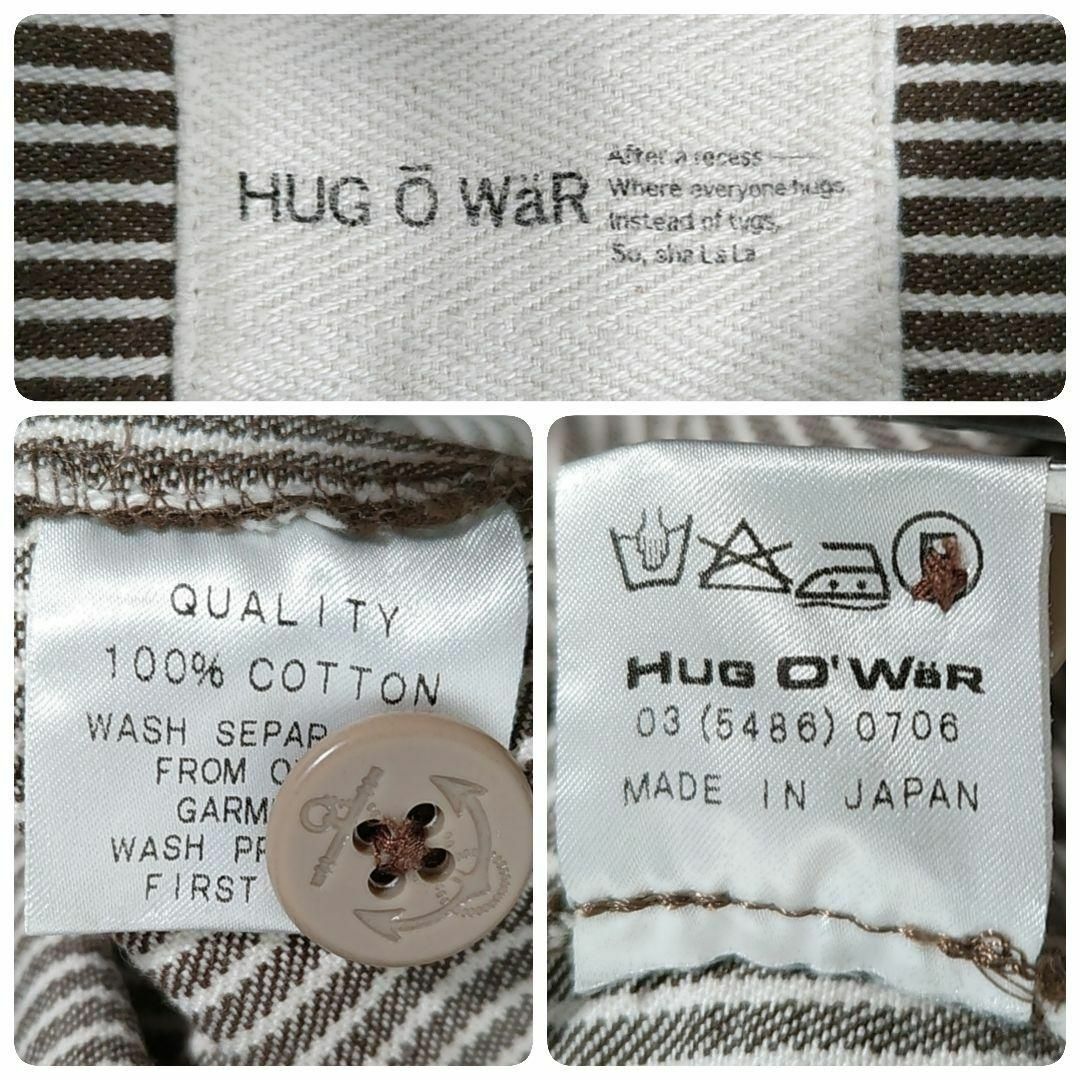 HUG Ō WäR
After a recess
Where everyone hugs
Instead of tugs,
So, sha La La
QUALITY
100% COTTON
WASH SEPAR
FROM O
GARM
WASH
FIRST
HUG O'WäR
03 (5486) 0706
MADE IN JAPAN